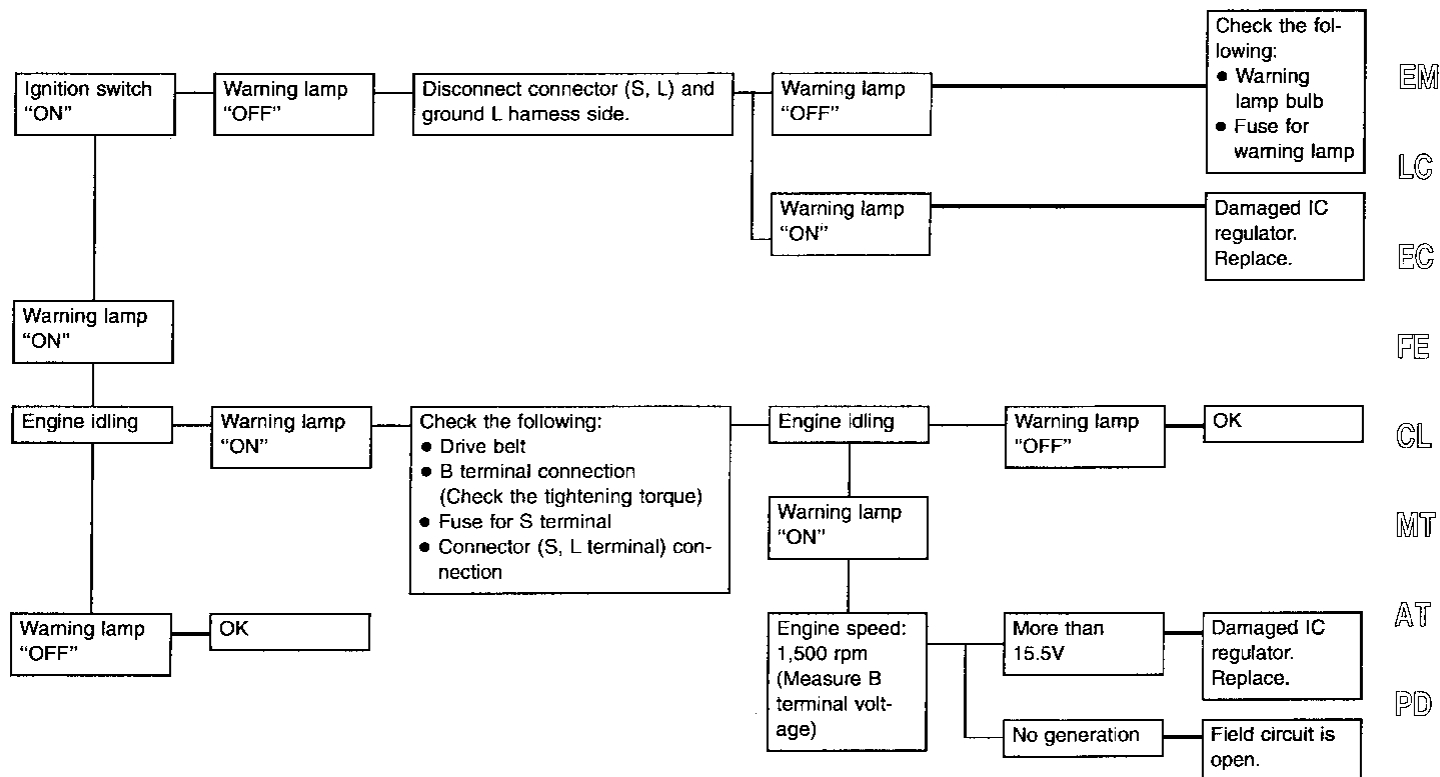 Ignition switch
"ON"
Warning lamp
"OFF"
Disconnect connector (S, L) and
ground L harness side.
Warning lamp
"OFF"
Check the fol-
lowing:
● Warning
lamp bulb
● Fuse for
warning lamp
Warning lamp
"ON"
Damaged IC
regulator.
Replace.
Warning lamp
"ON"
Engine idling
Warning lamp
"ON"
Check the following:
● Drive belt
● B terminal connection
(Check the tightening torque)
● Fuse for S terminal
● Connector (S, L terminal) con-
nection
Engine idling
Warning lamp
"OFF"
OK
Warning lamp
"ON"
Warning lamp
"OFF"
OK
Engine speed:
1,500 rpm
(Measure B
terminal volt-
age)
More than
15.5V
Damaged IC
regulator.
Replace.
No generation
Field circuit is
open.
EM
LC
EC
FE
CL
MT
AT
PD